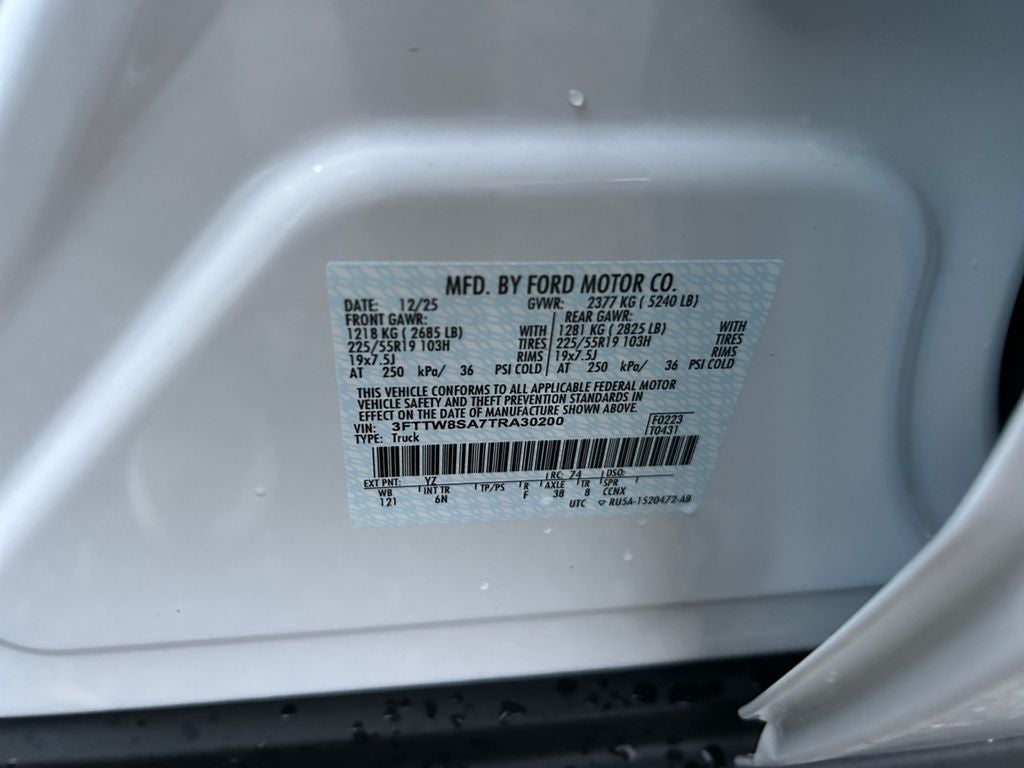 MFD. BY FORD MOTOR CO.
DATE: 12/25 GVWR: 2377 KG ( 5240 LB)
FRONT GAWR: REAR GAWR:
1218 KG ( 2685 LB) WITH 1281 KG ( 2825 LB) WITH
225/55R19 103H TIRES 225/55R19 103H TIRES
19x7.5J RIMS 19x7.5J RIMS
AT 250 kPa/ 36 PSI COLD AT 250 kPa/ 36 PSI COLD
THIS VEHICLE CONFORMS TO ALL APPLICABLE FEDERAL MOTOR
VEHICLE SAFETY AND THEFT PREVENTION STANDARDS IN
EFFECT ON THE DATE OF MANUFACTURE SHOWN ABOVE.
VIN: 3FTTW8SA7TRA30200 F0223
TYPE: Truck T0431
EXT PNT: YZ RC: 74 DSO:
WB INT TR TP/PS R AXLE TR SPR
121 6N F 38 8 CCNX
UTC RU5A-1520472-AB